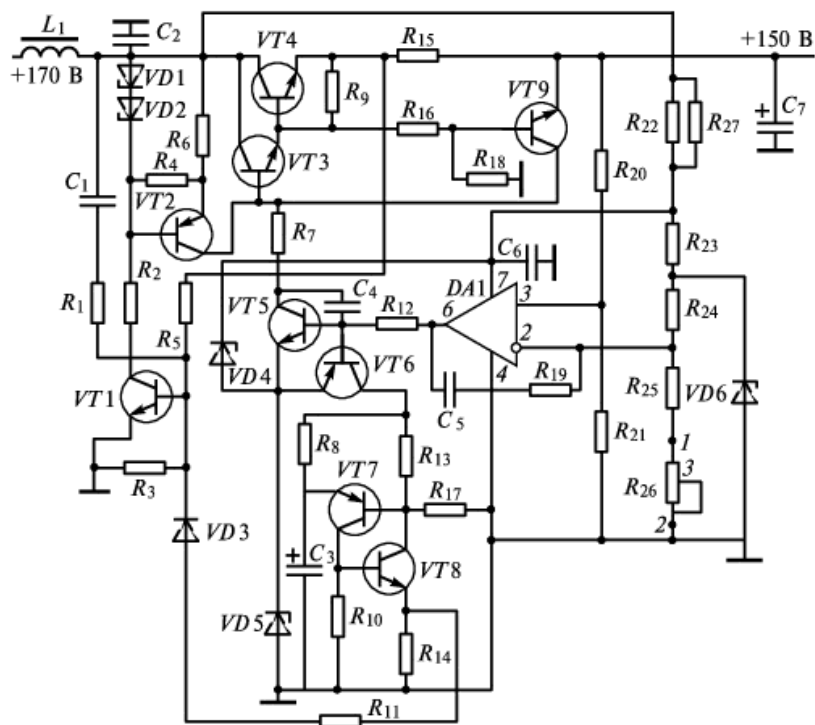 L1
C2
VT4
R15
+150 В
+170 В
VD1
VD2
R9
R16
VT9
C7
+
R6
R22
R27
R4
VT3
R18
R20
C1
VT2
R7
C6
R23
R2
C4
DA1
7
3
R1
VT5
R12
6
R24
R5
2
VT6
4
R19
VD4
C5
R25
VD6
VT1
R8
R13
R21
1
R3
VT7
R17
3
R26
2
VD3
+
C3
VT8
R10
VD5
R14
R11